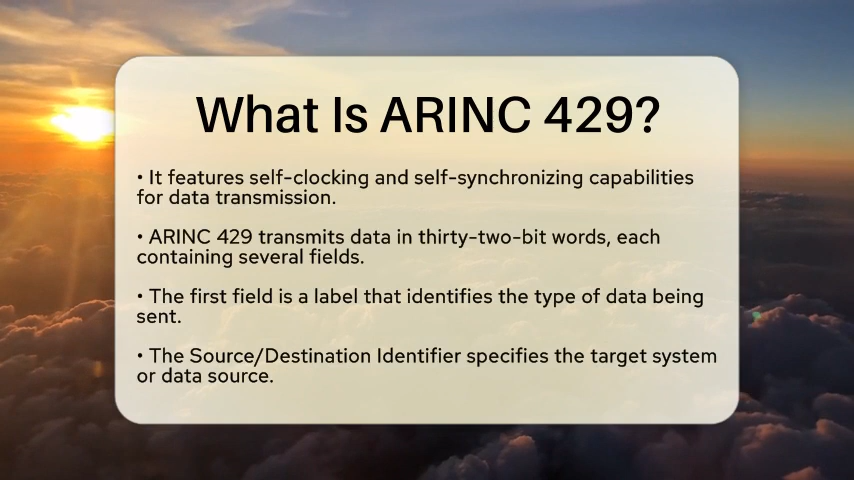 What Is ARINC 429?
• It features self-clocking and self-synchronizing capabilities
for data transmission.
• ARINC 429 transmits data in thirty-two-bit words, each
containing several fields.
• The first field is a label that identifies the type of data being
sent.
• The Source/Destination Identifier specifies the target system
or data source.